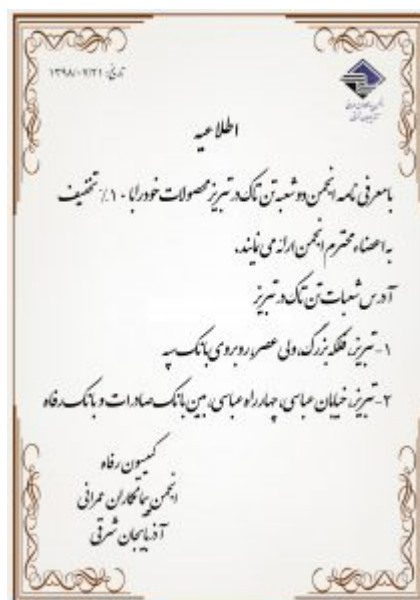 تاریخ: ۱۳۹۸/۰۷/۲۱
اطلاعیه
بامعرفی نامه انجمن دو شعبه تن تاک در تبریز محصولات خود را با ۱۰٪ تخفیف
به اعضاء محترم انجمن ارائه می نمایند.
آدرس شعبات تن تاک در تبریز
۱- تبریز، فلکه بزرگ، ولی عصر، روبروی بانک سپه
۲- تبریز، خیابان عباسی، چهارراه عباسی، بین بانک صادرات و بانک رفاه
کمیسیون رفاه
انجمن پیمانکاران عمرانی
آذربایجان شرقی